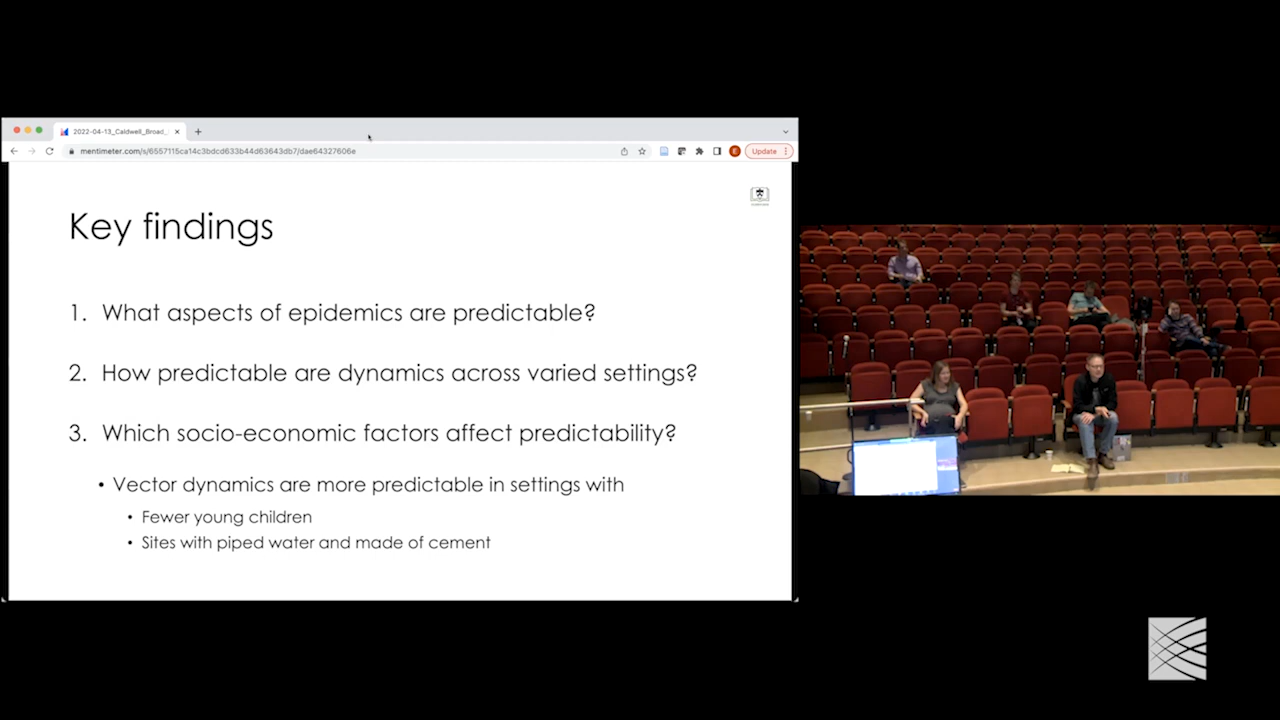 2022-04-13_Caldwell_Broad_
mentimeter.com/s/6557115ca14c3bdcd633b44d63643db7/dae64327606e
E
Update
Key findings
1. What aspects of epidemics are predictable?
2. How predictable are dynamics across varied settings?
3. Which socio-economic factors affect predictability?
• Vector dynamics are more predictable in settings with
• Fewer young children
• Sites with piped water and made of cement